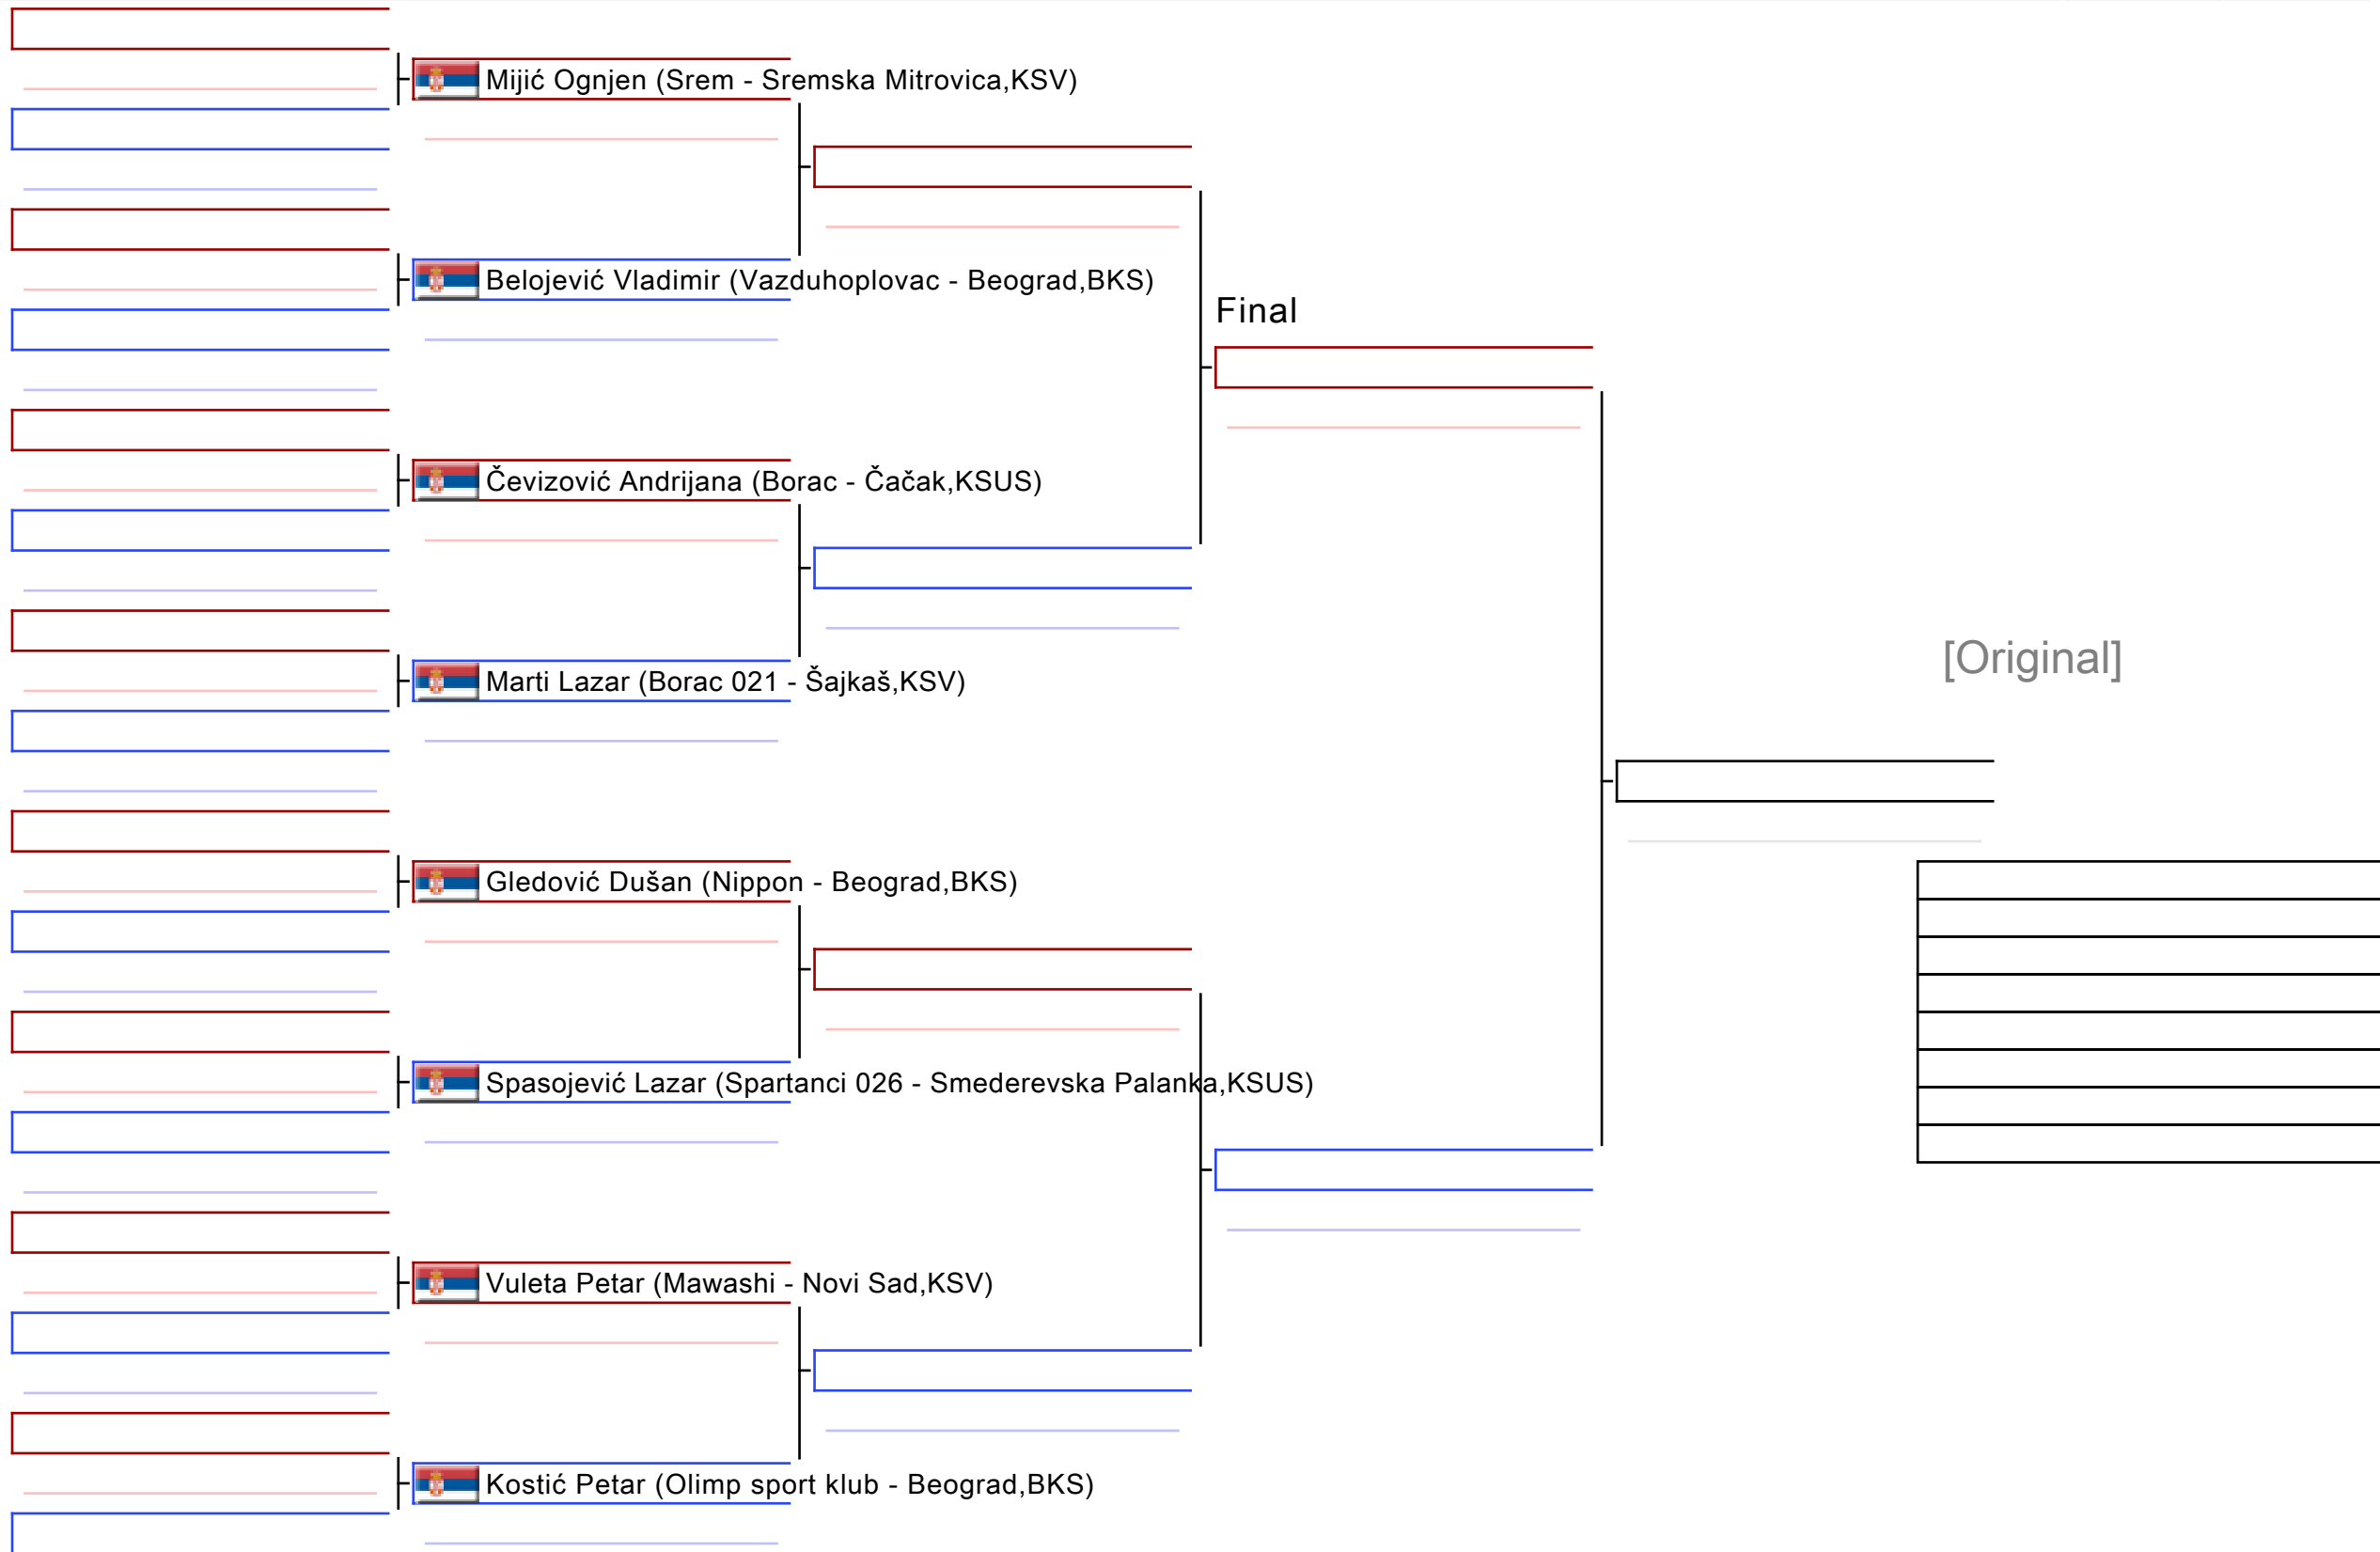 Mijić Ognjen (Srem - Sremska Mitrovica,KSV)
Belojević Vladimir (Vazduhoplovac - Beograd,BKS)
Final
Čevizović Andrijana (Borac - Čačak,KSUS)
[Original]
Marti Lazar (Borac 021 - Šajkaš,KSV)
Gledović Dušan (Nippon - Beograd,BKS)
Spasojević Lazar (Spartanci 026 - Smederevska Palanka,KSUS)
Vuleta Petar (Mawashi - Novi Sad,KSV)
Kostić Petar (Olimp sport klub - Beograd,BKS)